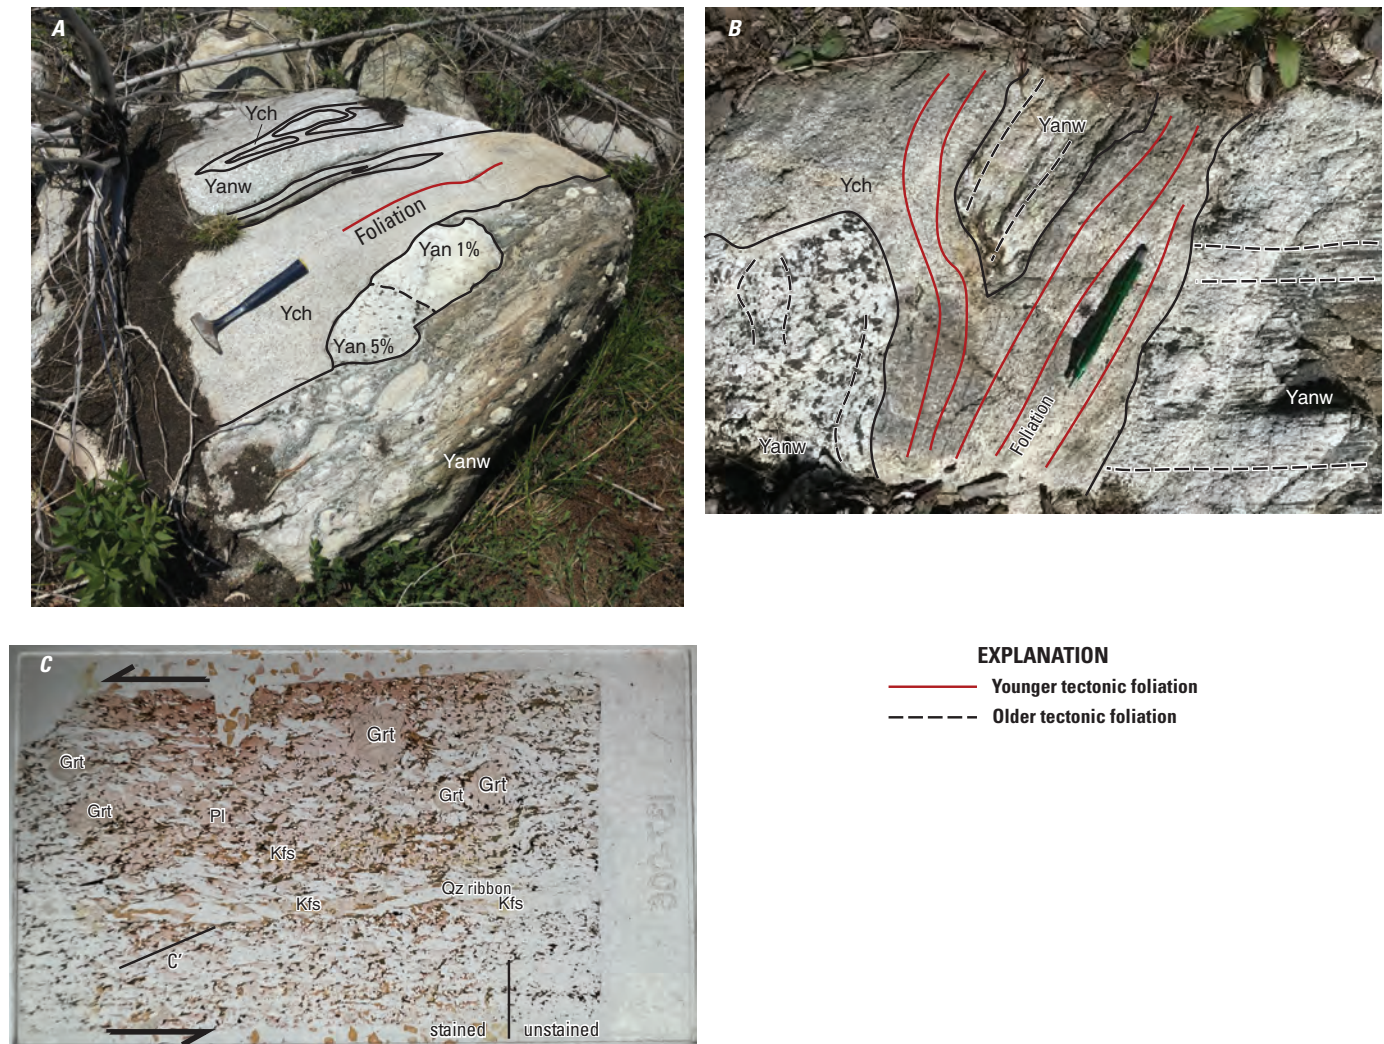 A
Ych
Yanw
Foliation
Yan 1%
Ych
Yan 5%
Yanw
B
Yanw
Ych
Yanw
Foliation
Yanw
C
Grt
Grt
Grt
Grt
Grt
Pl
Kfs
Qz ribbon
Kfs
Kfs
C′
stained
unstained
EXPLANATION
Younger tectonic foliation
Older tectonic foliation